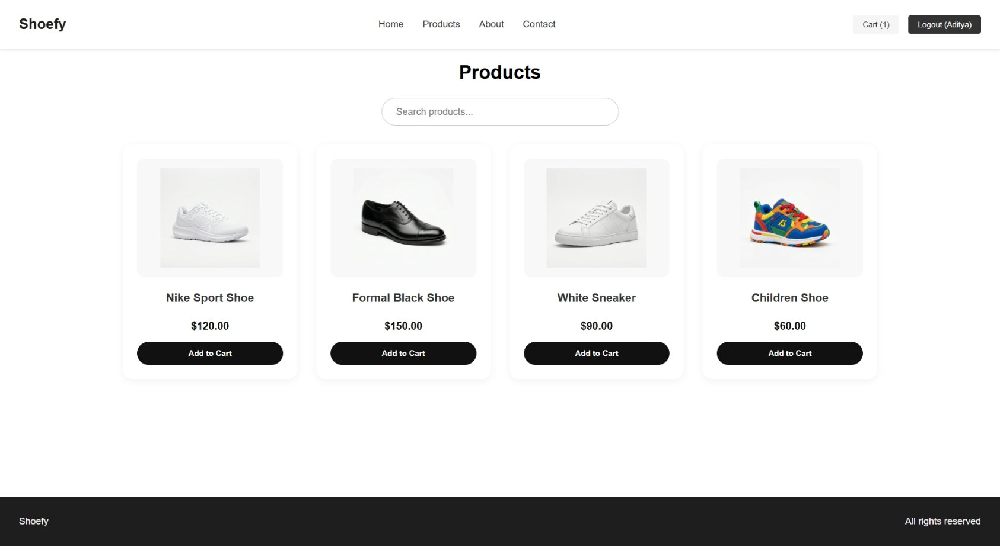 Shoefy
Home Products About Contact
Cart (1) Logout (Aditya)
Products
Search products...
Nike Sport Shoe
$120.00
Add to Cart
Formal Black Shoe
$150.00
Add to Cart
White Sneaker
$90.00
Add to Cart
Children Shoe
$60.00
Add to Cart
Shoefy
All rights reserved